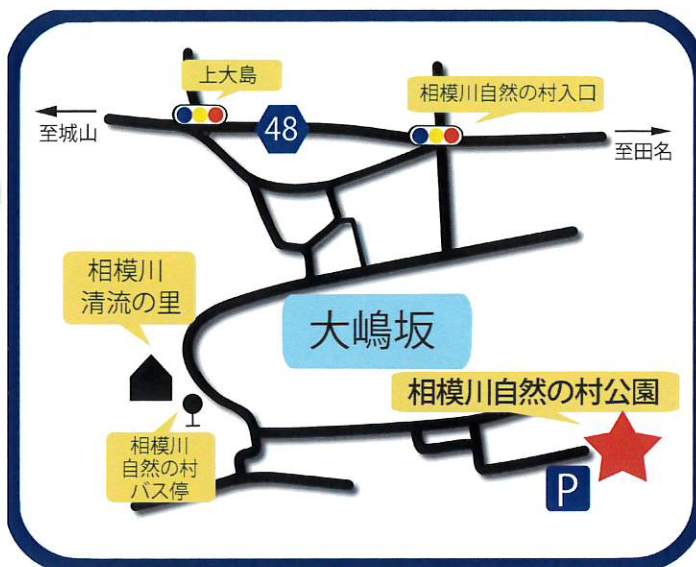 上大島
相模川自然の村入口
至城山
48
至田名
相模川
清流の里
大嶋坂
相模川自然の村公園
相模川
自然の村
バス停
P